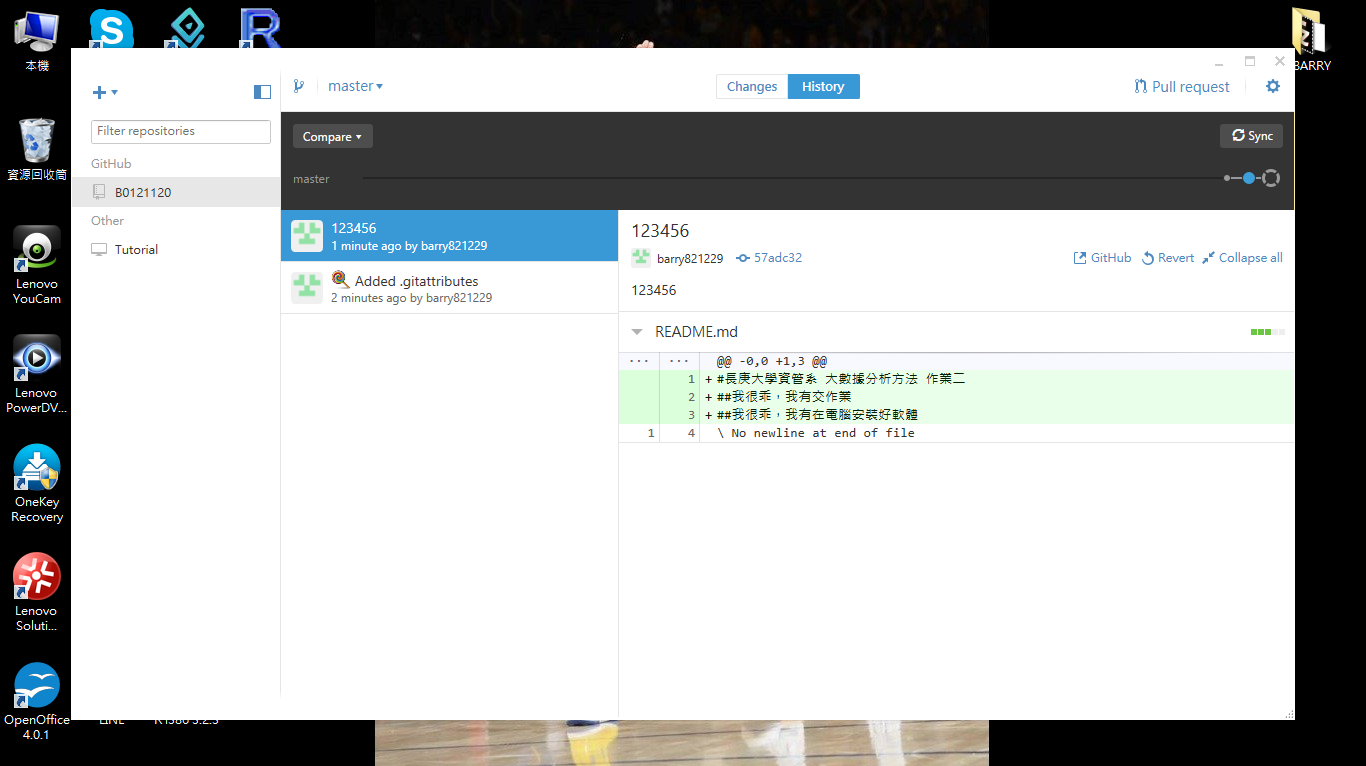 本機
資源回收筒
Lenovo
YouCam
Lenovo
PowerDV...
OneKey
Recovery
Lenovo
Soluti...
OpenOffice
4.0.1
BARRY
master
Changes
History
Pull request
Filter repositories
GitHub
B0121120
Other
Tutorial
Compare
Sync
master
123456
1 minute ago by barry821229
Added .gitattributes
2 minutes ago by barry821229
123456
barry821229
57adc32
GitHub
Revert
Collapse all
123456
README.md
... ... @@ -0,0 +1,3 @@
1 + #長庚大學資管系 大數據分析方法 作業二
2 + ##我很乖，我有交作業
3 + ##我很乖，我有在電腦安裝好軟體
1 4 \ No newline at end of file